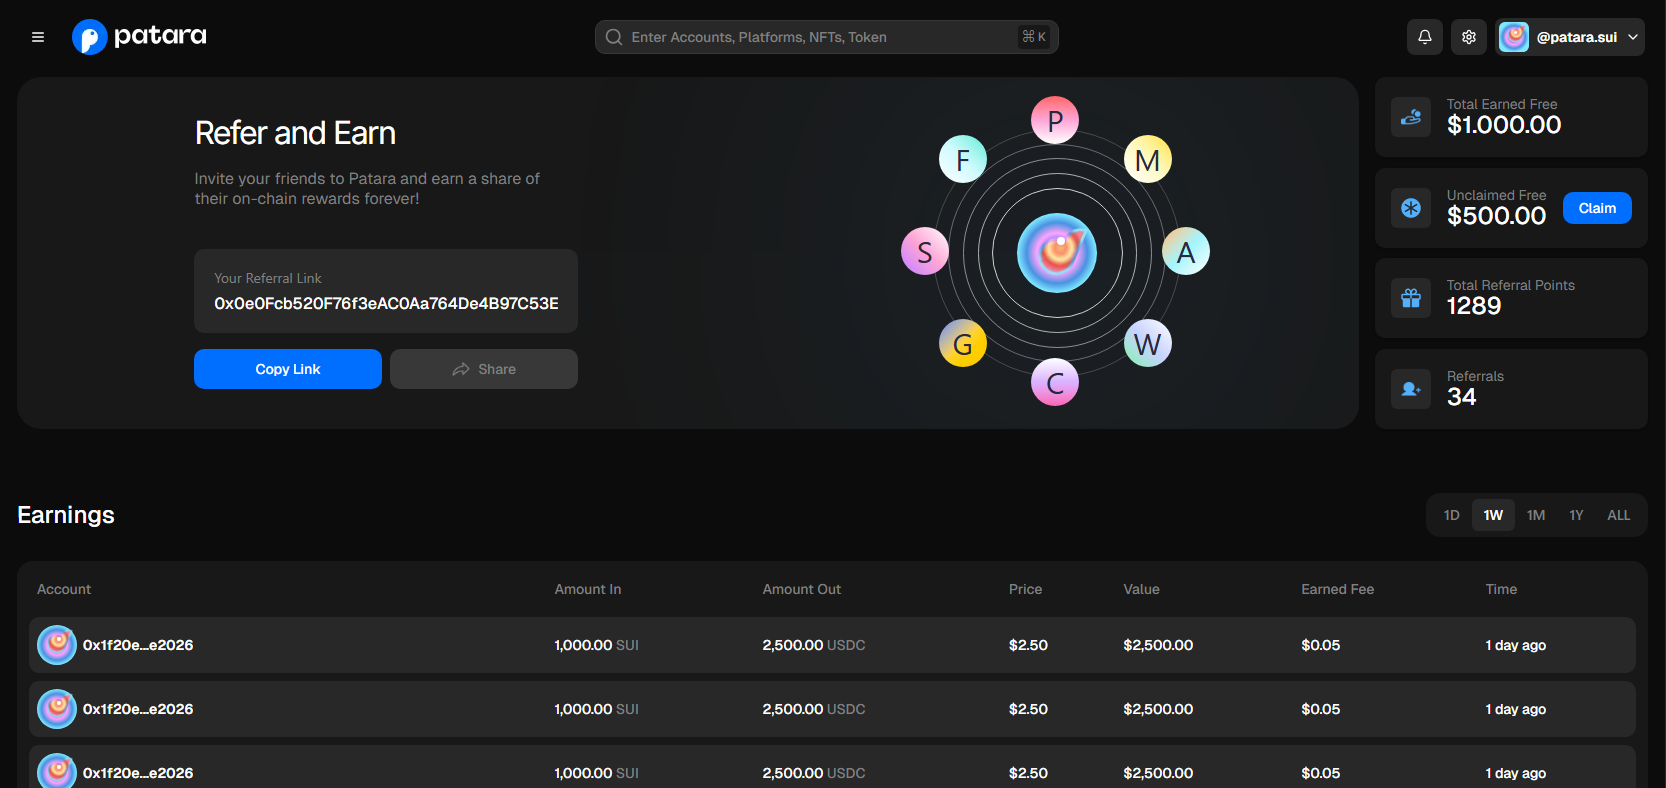 patara
Enter Accounts, Platforms, NFTs, Token
⌘ K
@patara.sui
Refer and Earn
Invite your friends to Patara and earn a share of
their on-chain rewards forever!
Your Referral Link
0x0e0Fcb520F76f3eAC0Aa764De4B97C53E
Copy Link
Share
P
F
M
S
A
G
W
C
Total Earned Free
$1.000.00
Unclaimed Free
$500.00
Claim
Total Referral Points
1289
Referrals
34
Earnings
1D 1W 1M 1Y ALL
Account Amount In Amount Out Price Value Earned Fee Time
0x1f20e...e2026 1,000.00 SUI 2,500.00 USDC $2.50 $2,500.00 $0.05 1 day ago
0x1f20e...e2026 1,000.00 SUI 2,500.00 USDC $2.50 $2,500.00 $0.05 1 day ago
0x1f20e...e2026 1,000.00 SUI 2,500.00 USDC $2.50 $2,500.00 $0.05 1 day ago